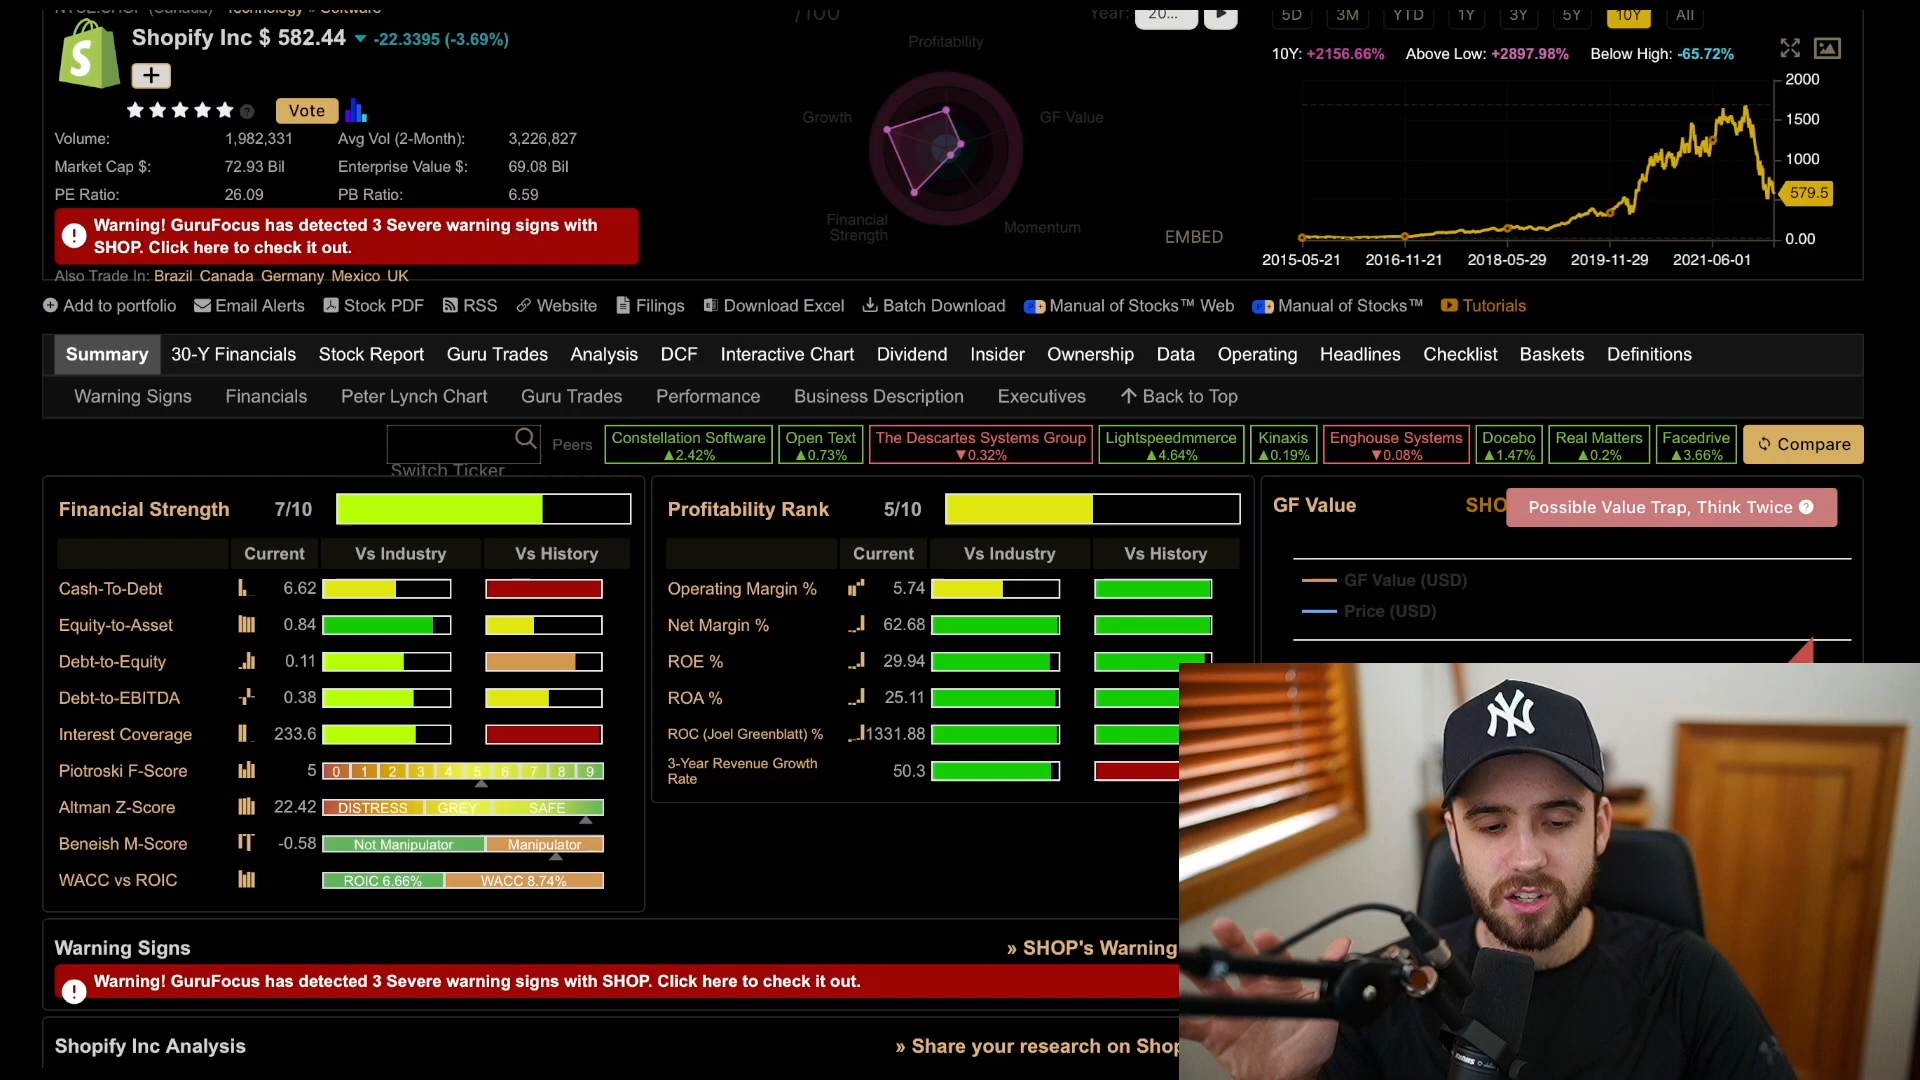 NYSE:SHOP (Canada) Technology » Software
Shopify Inc $ 582.44 -22.3395 (-3.69%)
+
Vote
Volume: 1,982,331 Avg Vol (2-Month): 3,226,827
Market Cap $: 72.93 Bil Enterprise Value $: 69.08 Bil
PE Ratio: 26.09 PB Ratio: 6.59
Warning! GuruFocus has detected 3 Severe warning signs with
SHOP. Click here to check it out.
Also Trade In: Brazil Canada Germany Mexico UK
/100
Year: 20...
Profitability
Growth
GF Value
Financial
Strength
Momentum
EMBED
5D 3M YTD 1Y 3Y 5Y 10Y All
10Y: +2156.66% Above Low: +2897.98% Below High: -65.72%
2000
1500
1000
579.5
0.00
2015-05-21 2016-11-21 2018-05-29 2019-11-29 2021-06-01
Add to portfolio Email Alerts Stock PDF RSS Website Filings Download Excel Batch Download Manual of Stocks™ Web Manual of Stocks™ Tutorials
Summary 30-Y Financials Stock Report Guru Trades Analysis DCF Interactive Chart Dividend Insider Ownership Data Operating Headlines Checklist Baskets Definitions
Warning Signs Financials Peter Lynch Chart Guru Trades Performance Business Description Executives Back to Top
Switch Ticker
Peers
Constellation Software ▲2.42%
Open Text ▲0.73%
The Descartes Systems Group ▼0.32%
Lightspeedmmerce ▲4.64%
Kinaxis ▲0.19%
Enghouse Systems ▼0.08%
Docebo ▲1.47%
Real Matters ▲0.2%
Facedrive ▲3.66%
Compare
Financial Strength 7/10
Current Vs Industry Vs History
Cash-To-Debt 6.62
Equity-to-Asset 0.84
Debt-to-Equity 0.11
Debt-to-EBITDA 0.38
Interest Coverage 233.6
Piotroski F-Score 5 0 1 2 3 4 5 6 7 8 9
Altman Z-Score 22.42 DISTRESS GREY SAFE
Beneish M-Score -0.58 Not Manipulator Manipulator
WACC vs ROIC ROIC 6.66% WACC 8.74%
Profitability Rank 5/10
Current Vs Industry Vs History
Operating Margin % 5.74
Net Margin % 62.68
ROE % 29.94
ROA % 25.11
ROC (Joel Greenblatt) % 1331.88
3-Year Revenue Growth
Rate 50.3
GF Value SHO Possible Value Trap, Think Twice
GF Value (USD)
Price (USD)
Warning Signs » SHOP's Warning
Warning! GuruFocus has detected 3 Severe warning signs with SHOP. Click here to check it out.
Shopify Inc Analysis » Share your research on Shop
NY
SHURE